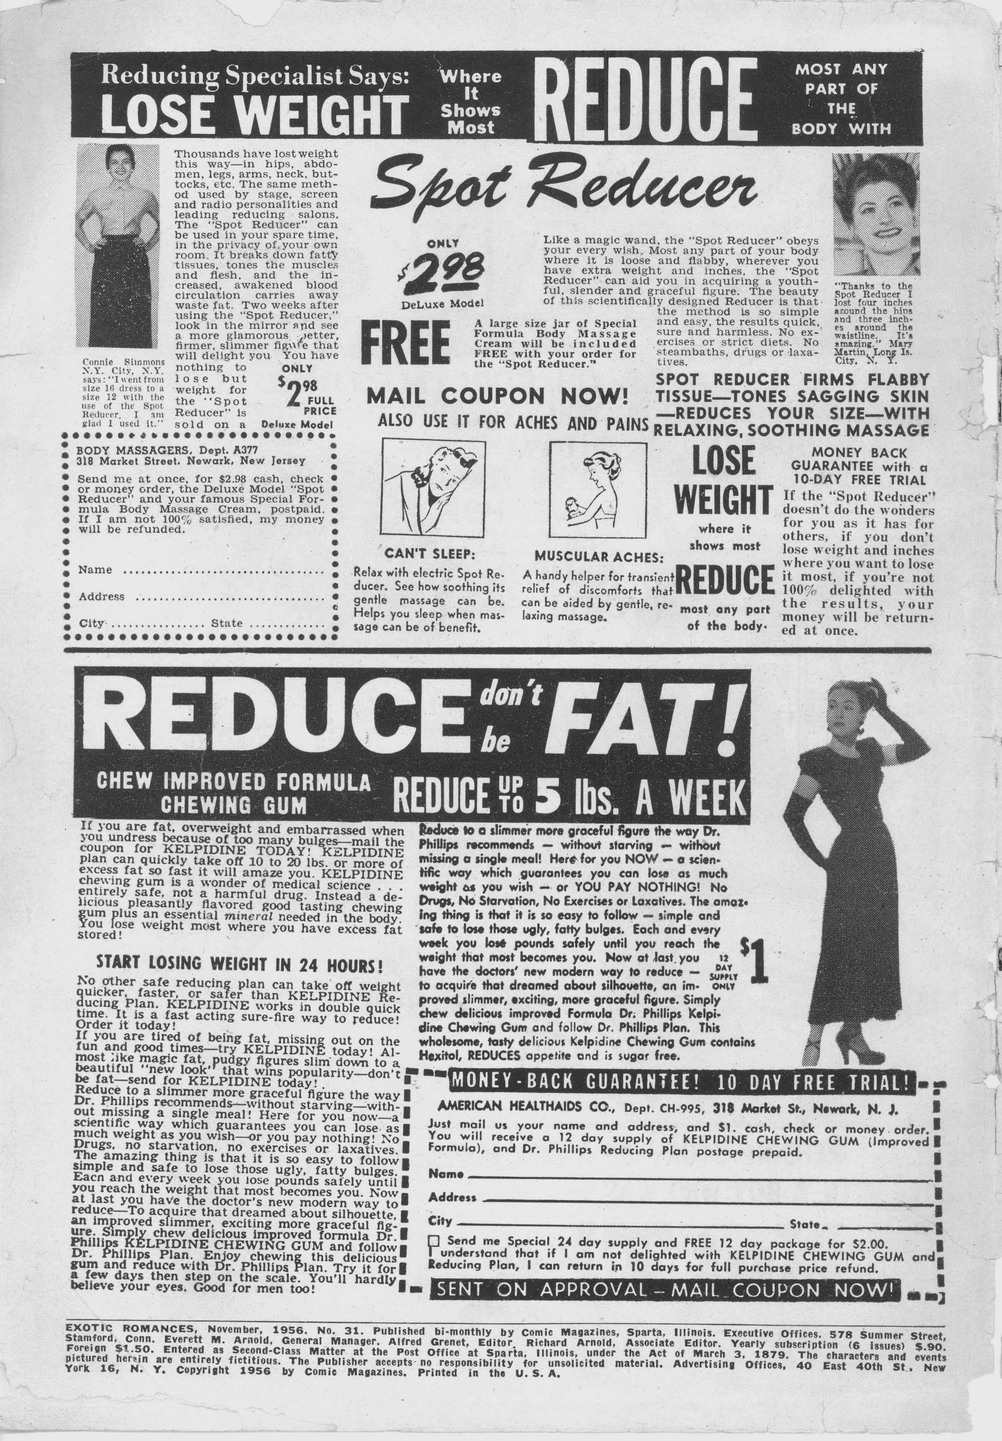 Reducing Specialist Says:
LOSE WEIGHT
Where
It
Shows
Most
REDUCE
MOST ANY
PART OF
THE
BODY WITH
Spot Reducer
Thousands have lost weight
this way—in hips, abdo-
men, legs, arms, neck, but-
tocks, etc. The same meth-
od used by stage, screen
and radio personalities and
leading reducing salons.
The "Spot Reducer" can
be used in your spare time,
in the privacy of your own
room. It breaks down fatty
tissues, tones the muscles
and flesh, and the in-
creased, awakened blood
circulation carries away
waste fat. Two weeks after
using the "Spot Reducer,"
look in the mirror and see
a more glamorous, better,
firmer, slimmer figure that
will delight you You have
nothing to
lose but
weight for
the "Spot
Reducer" is
sold on a
ONLY
$2 98
FULL
PRICE
Deluxe Model
Connie Simmons
N.Y. City, N.Y.
says: "I went from
size 16 dress to a
size 12 with the
use of the Spot
Reducer. I am
glad I used it."
ONLY
$2 98
DeLuxe Model
Like a magic wand, the "Spot Reducer" obeys
your every wish. Most any part of your body
where it is loose and flabby, wherever you
have extra weight and inches, the "Spot
Reducer" can aid you in acquiring a youth-
ful, slender and graceful figure. The beauty
of this scientifically designed Reducer is that
the method is so simple
and easy, the results quick,
sure and harmless. No ex-
ercises or strict diets. No
steambaths, drugs or laxa-
tives.
"Thanks to the
Spot Reducer I
lost four inches
around the hips
and three inch-
es around the
waistline. It's
amazing." Mary
Martin, Long Is.
City, N. Y.
FREE
A large size jar of Special
Formula Body Massage
Cream will be included
FREE with your order for
the "Spot Reducer."
MAIL COUPON NOW!
ALSO USE IT FOR ACHES AND PAINS
SPOT REDUCER FIRMS FLABBY
TISSUE—TONES SAGGING SKIN
—REDUCES YOUR SIZE—WITH
RELAXING, SOOTHING MASSAGE
BODY MASSAGERS, Dept. A377
318 Market Street, Newark, New Jersey
Send me at once, for $2.98 cash, check
or money order, the Deluxe Model "Spot
Reducer" and your famous Special For-
mula Body Massage Cream, postpaid.
If I am not 100% satisfied, my money
will be refunded.
Name
Address
City State
CAN'T SLEEP:
Relax with electric Spot Re-
ducer. See how soothing its
gentle massage can be.
Helps you sleep when mas-
sage can be of benefit.
MUSCULAR ACHES:
A handy helper for transient
relief of discomforts that
can be aided by gentle, re-
laxing massage.
LOSE
WEIGHT
where it
shows most
REDUCE
most any part
of the body.
MONEY BACK
GUARANTEE with a
10-DAY FREE TRIAL
If the "Spot Reducer"
doesn't do the wonders
for you as it has for
others, if you don't
lose weight and inches
where you want to lose
it most, if you're not
100% delighted with
the results, your
money will be return-
ed at once.
REDUCE don't be FAT!
CHEW IMPROVED FORMULA
CHEWING GUM
REDUCE UP TO 5 lbs. A WEEK
If you are fat, overweight and embarrassed when
you undress because of too many bulges—mail the
coupon for KELPIDINE TODAY! KELPIDINE
plan can quickly take off 10 to 20 lbs. or more of
excess fat so fast it will amaze you. KELPIDINE
chewing gum is a wonder of medical science . . .
entirely safe, not a harmful drug. Instead a de-
licious pleasantly flavored good tasting chewing
gum plus an essential mineral needed in the body.
You lose weight most where you have excess fat
stored!
START LOSING WEIGHT IN 24 HOURS!
No other safe reducing plan can take off weight
quicker, faster, or safer than KELPIDINE Re-
ducing Plan. KELPIDINE works in double quick
time. It is a fast acting sure-fire way to reduce!
Order it today!
If you are tired of being fat, missing out on the
fun and good times—try KELPIDINE today! Al-
most like magic fat, pudgy figures slim down to a
beautiful "new look" that wins popularity—don't
be fat—send for KELPIDINE today!
Reduce to a slimmer more graceful figure the way
Dr. Phillips recommends—without starving—with-
out missing a single meal! Here for you now—a
scientific way which guarantees you can lose as
much weight as you wish—or you pay nothing! No
Drugs, no starvation, no exercises or laxatives.
The amazing thing is that it is so easy to follow
simple and safe to lose those ugly, fatty bulges.
Each and every week you lose pounds safely until
you reach the weight that most becomes you. Now
at last you have the doctor's new modern way to
reduce—To acquire that dreamed about silhouette,
an improved slimmer, exciting more graceful fig-
ure. Simply chew delicious improved formula Dr.
Phillips KELPIDINE CHEWING GUM and follow
Dr. Phillips Plan. Enjoy chewing this delicious
gum and reduce with Dr. Phillips Plan. Try it for
a few days then step on the scale. You'll hardly
believe your eyes. Good for men too!
Reduce to a slimmer more graceful figure the way Dr.
Phillips recommends — without starving — without
missing a single meal! Here for you NOW — a scien-
tific way which guarantees you can lose as much
weight as you wish — or YOU PAY NOTHING! No
Drugs, No Starvation, No Exercises or Laxatives. The amaz-
ing thing is that it is so easy to follow — simple and
safe to lose those ugly, fatty bulges. Each and every
week you lose pounds safely until you reach the
weight that most becomes you. Now at last you
have the doctors' new modern way to reduce —
to acquire that dreamed about silhouette, an im-
proved slimmer, exciting, more graceful figure. Simply
chew delicious improved Formula Dr. Phillips Kelpi-
dine Chewing Gum and follow Dr. Phillips Plan. This
wholesome, tasty delicious Kelpidine Chewing Gum contains
Hexitol, REDUCES appetite and is sugar free.
12
DAY
SUPPLY
ONLY
$1
MONEY-BACK GUARANTEE! 10 DAY FREE TRIAL!
AMERICAN HEALTHAIDS CO., Dept. CH-995, 318 Market St., Newark, N. J.
Just mail us your name and address, and $1. cash, check or money order.
You will receive a 12 day supply of KELPIDINE CHEWING GUM (Improved
Formula), and Dr. Phillips Reducing Plan postage prepaid.
Name
Address
City State
Send me Special 24 day supply and FREE 12 day package for $2.00.
I understand that if I am not delighted with KELPIDINE CHEWING GUM and
Reducing Plan, I can return in 10 days for full purchase price refund.
SENT ON APPROVAL — MAIL COUPON NOW!
EXOTIC ROMANCES, November, 1956. No. 31. Published bi-monthly by Comic Magazines, Sparta, Illinois. Executive Offices, 578 Summer Street,
Stamford, Conn. Everett M. Arnold, General Manager. Alfred Grenet, Editor, Richard Arnold, Associate Editor. Yearly subscription (6 issues) $.90.
Foreign $1.50. Entered as Second-Class Matter at the Post Office at Sparta, Illinois, under the Act of March 3, 1879. The characters and events
pictured herein are entirely fictitious. The Publisher accepts no responsibility for unsolicited material. Advertising Offices, 40 East 40th St., New
York 16, N. Y. Copyright 1956 by Comic Magazines. Printed in the U. S. A.